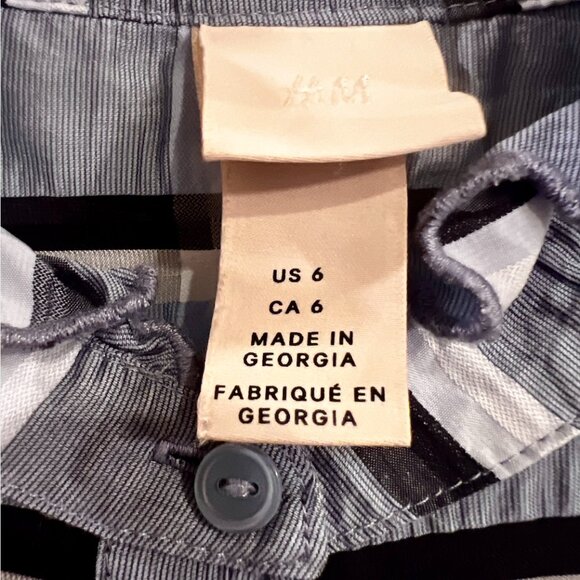 H&M
US 6
CA 6
MADE IN
GEORGIA
FABRIQUÉ EN
GEORGIA